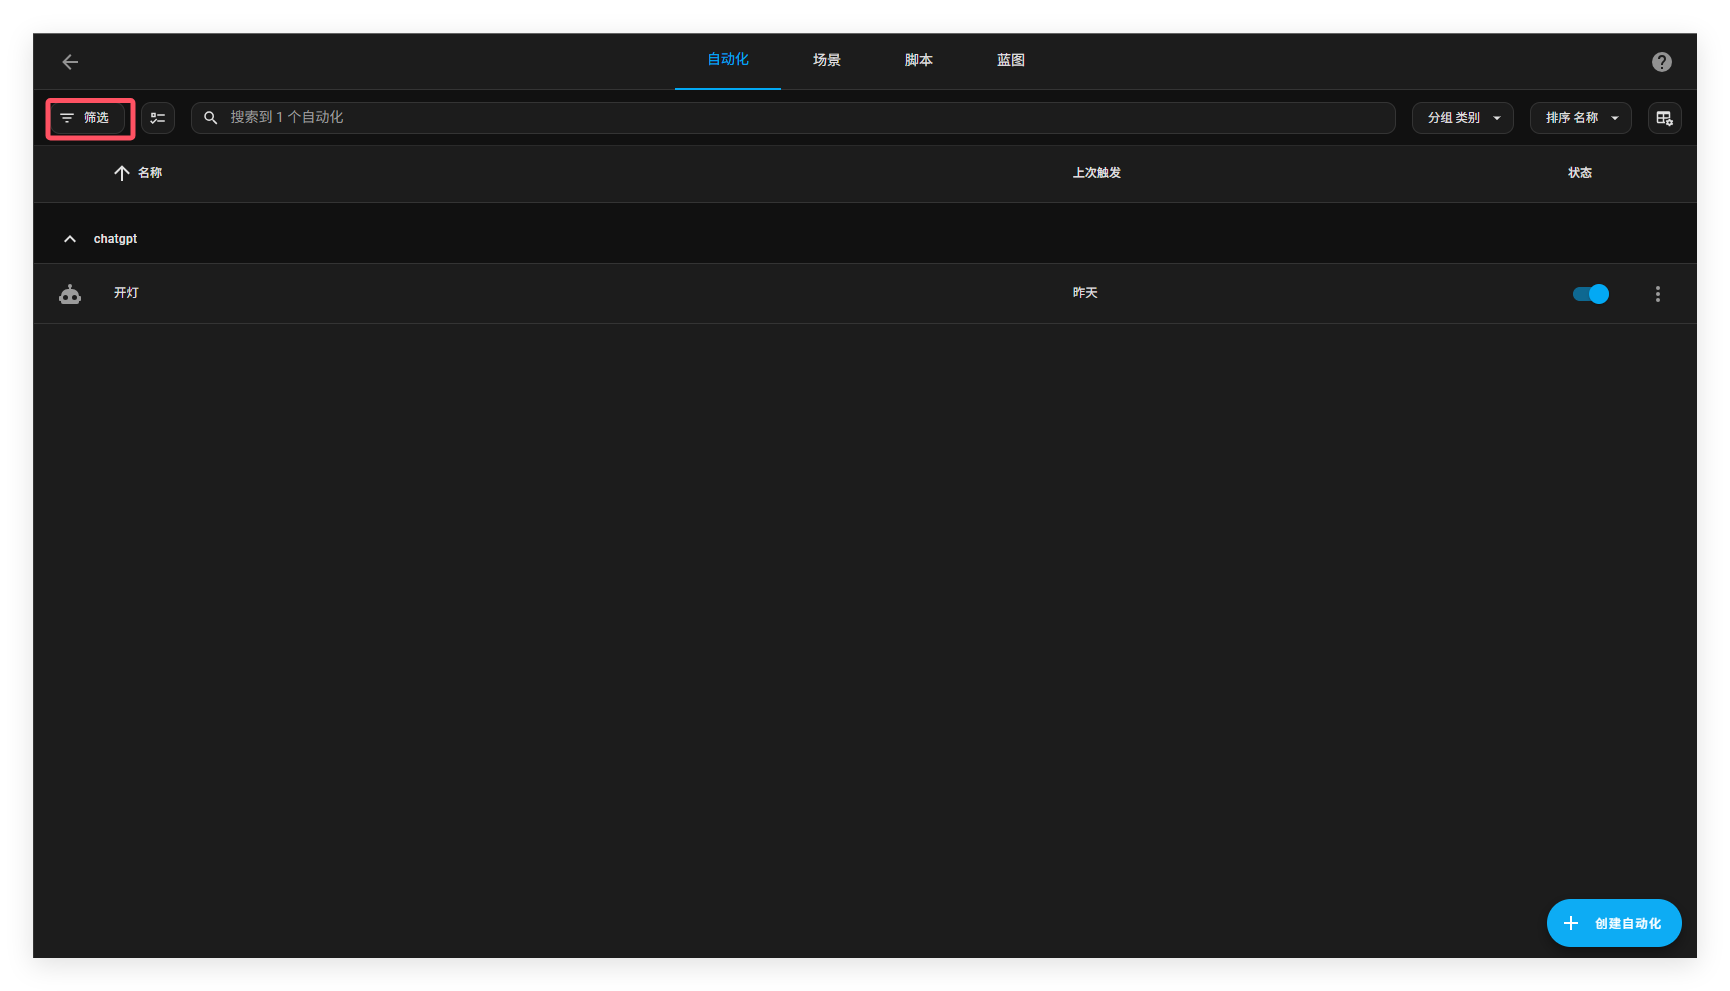 自动化 场景 脚本 蓝图
筛选 搜索到 1 个自动化 分组 类别 排序 名称
名称 上次触发 状态
chatgpt
开灯 昨天
创建自动化